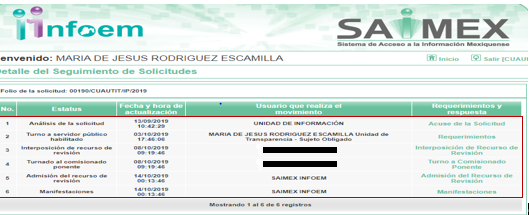 infoem
SAIMEX
Sistema de Acceso a la Información Mexiquense
envenido: MARIA DE JESUS RODRIGUEZ ESCAMILLA
Inicio Salir [CUAUT
etalle del Seguimiento de Solicitudes
Folio de la solicitud: 00190/CUAUTIT/IP/2019
No. Estatus Fecha y hora de actualización Usuario que realiza el movimiento Requerimientos y respuesta
1 Análisis de la solicitud 13/09/2019 10:42:29 UNIDAD DE INFORMACIÓN Acuse de la Solicitud
2 Turno a servidor público habilitado 03/10/2019 17:46:06 MARIA DE JESUS RODRIGUEZ ESCAMILLA Unidad de Transparencia - Sujeto Obligado Requerimientos
3 Interposición de recurso de revisión 08/10/2019 09:19:46 Interposición de Recurso de Revisión
4 Turnado al comisionado ponente 08/10/2019 09:19:46 Turno a Comisionado Ponente
5 Admisión del recurso de revisión 14/10/2019 00:13:46 SAIMEX INFOEM Admisión del Recurso de Revisión
6 Manifestaciones 14/10/2019 00:13:46 SAIMEX INFOEM Manifestaciones
Mostrando 1 al 6 de 6 registros